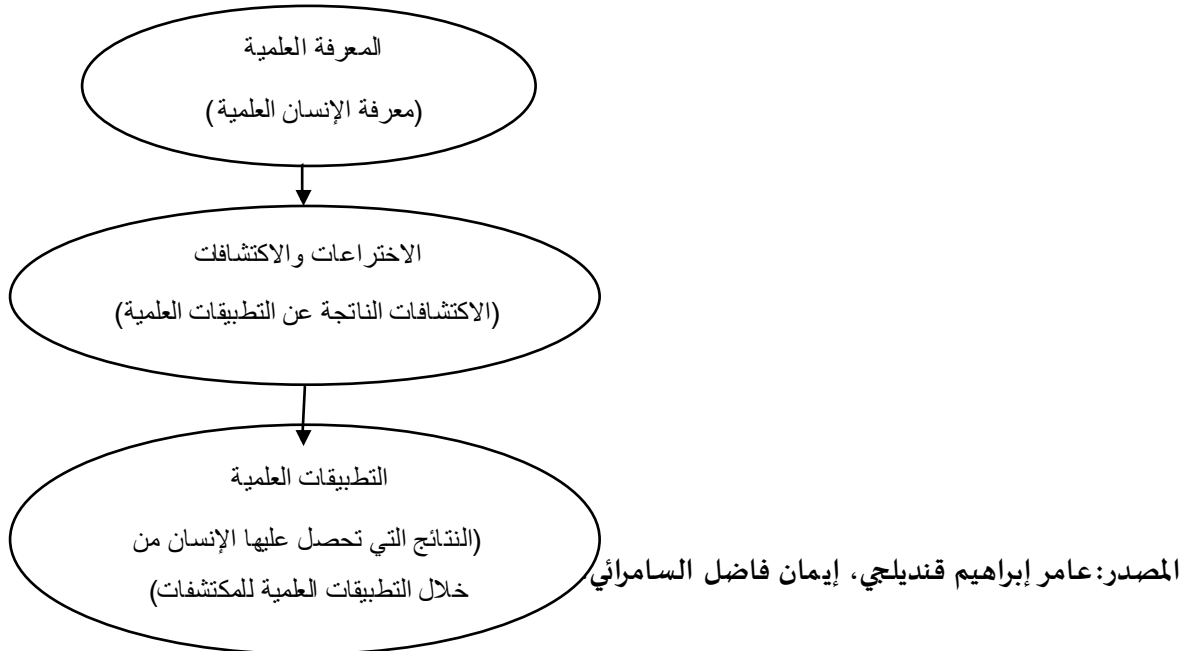 المعرفة العلمية
(معرفة الإنسان العلمية)
الاختراعات والاكتشافات
(الاكتشافات الناتجة عن التطبيقات العلمية)
التطبيقات العلمية
(النتائج التي تحصل عليها الإنسان من
خلال التطبيقات العلمية للمكتشفات)
المصدر: عامر إبراهيم قنديلجي، إيمان فاضل السامرائي،